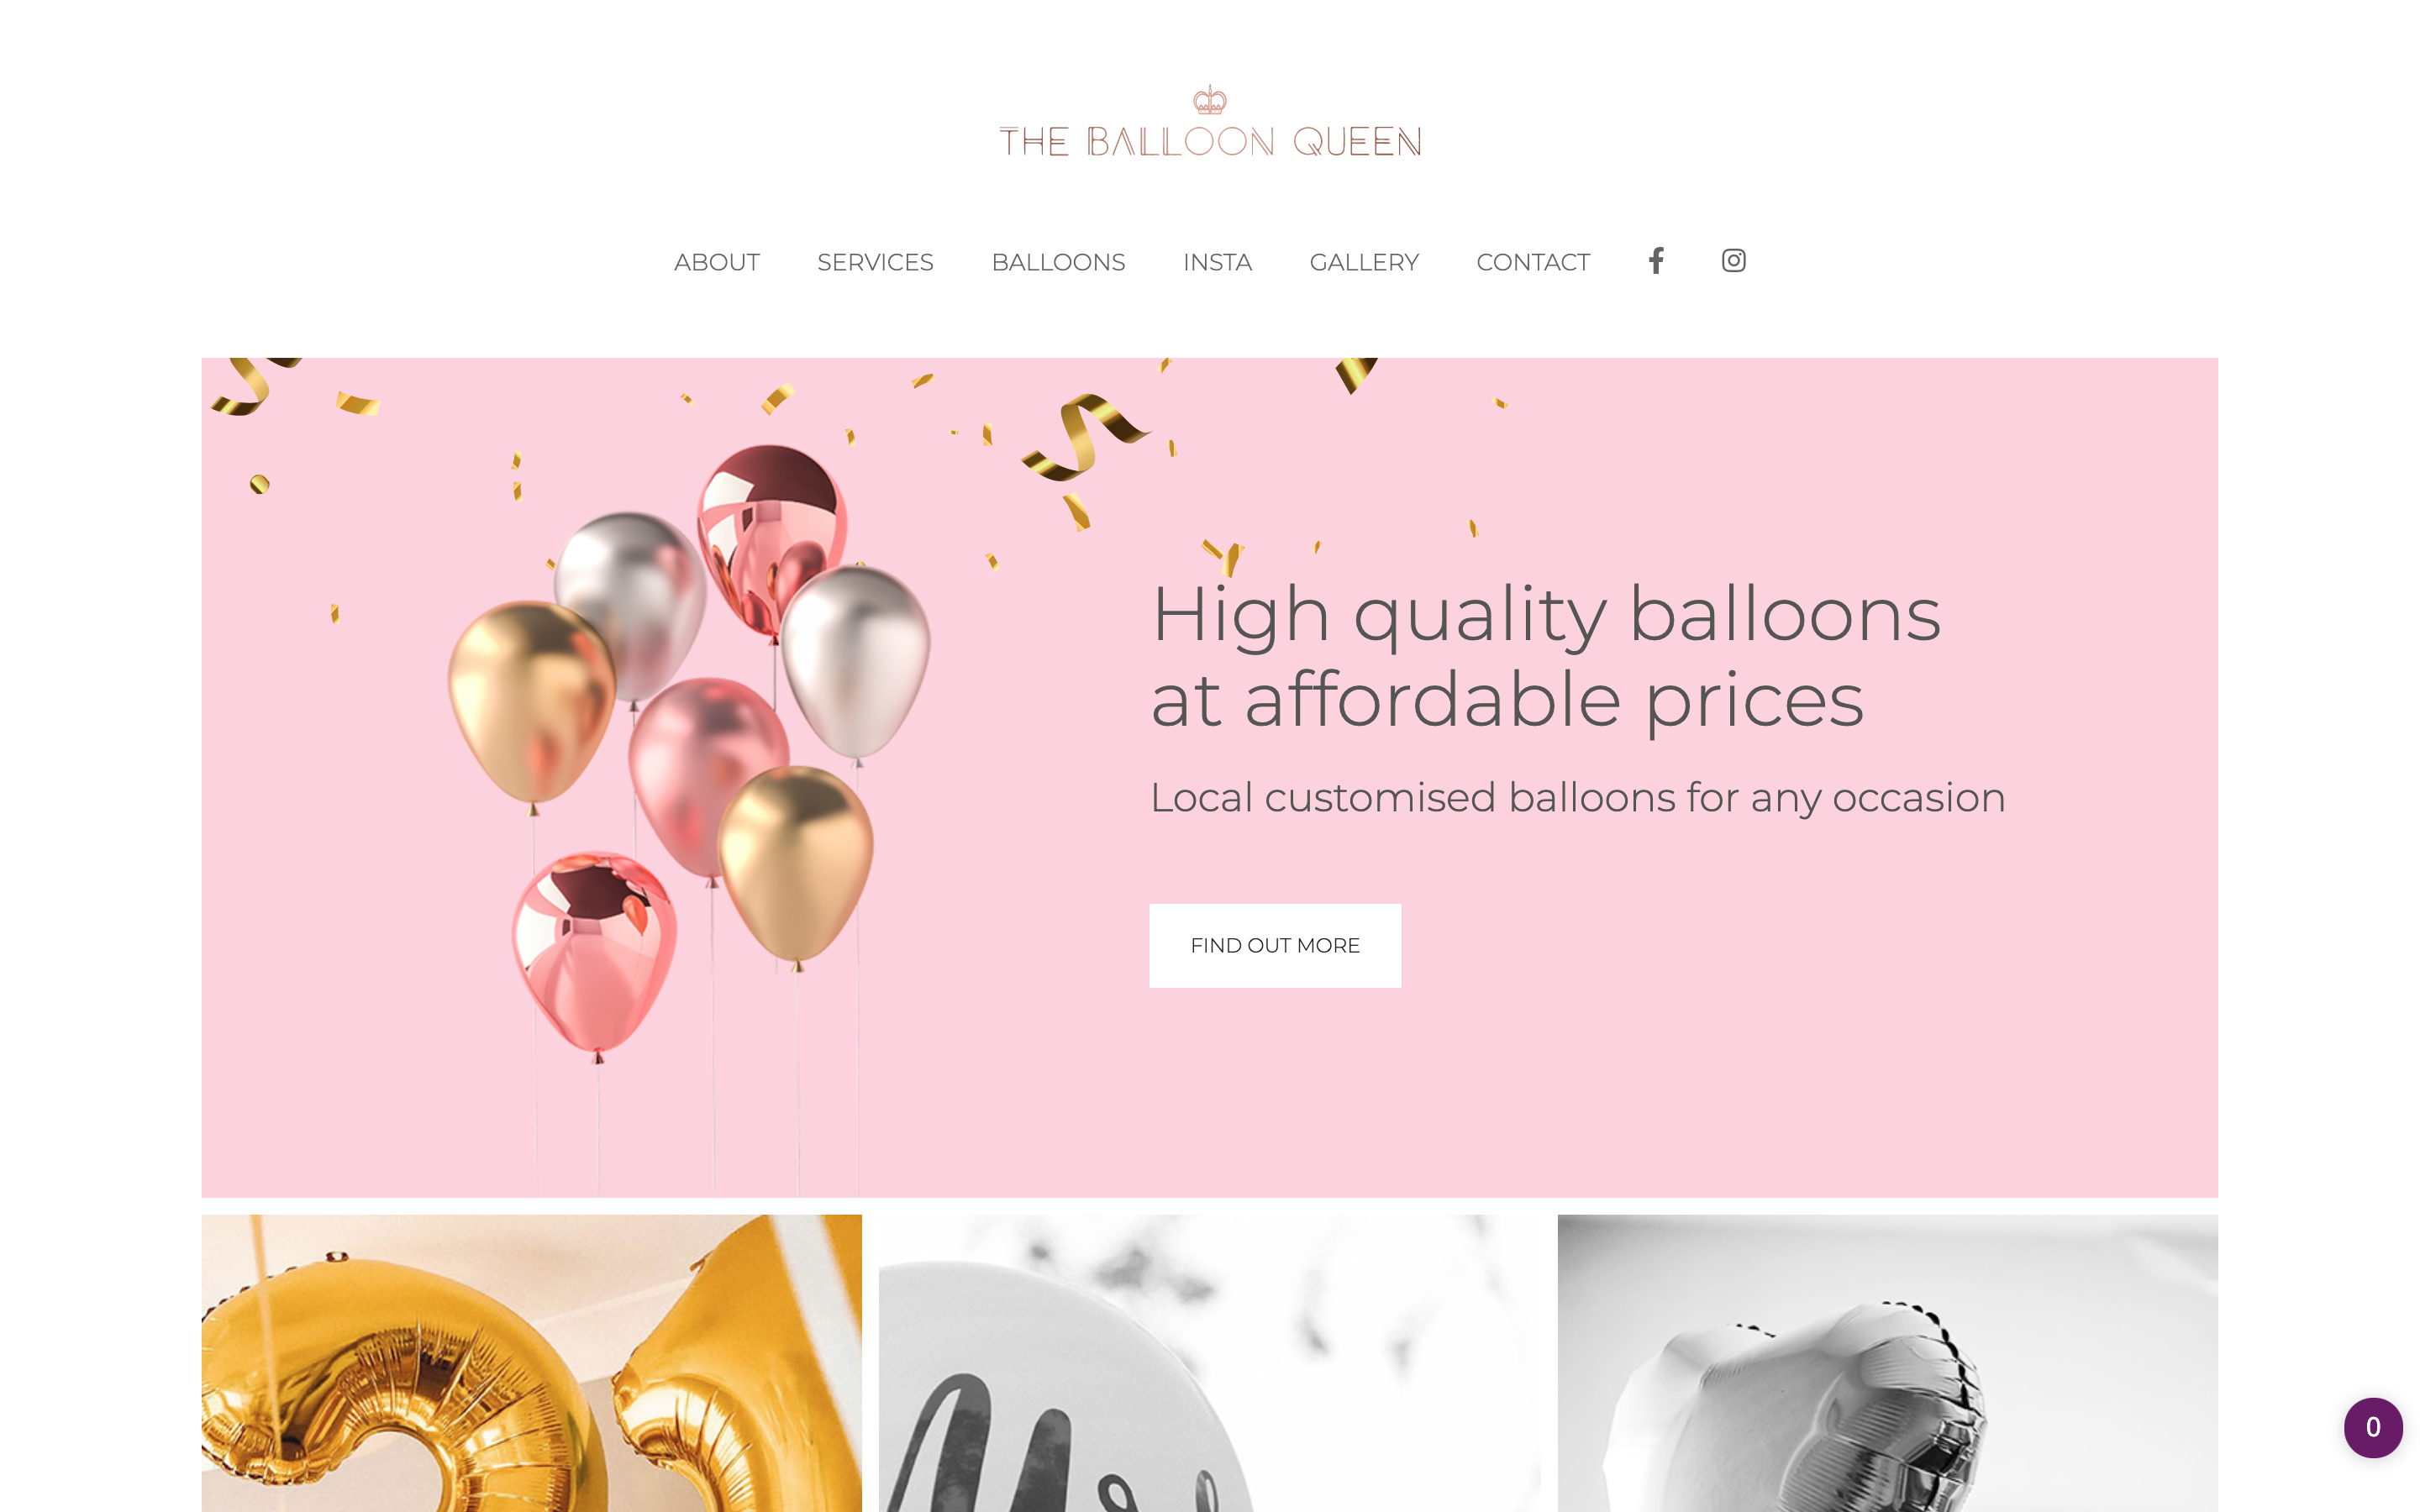 THE BALLOON QUEEN
ABOUT SERVICES BALLOONS INSTA GALLERY CONTACT
High quality balloons
at affordable prices
Local customised balloons for any occasion
FIND OUT MORE
0